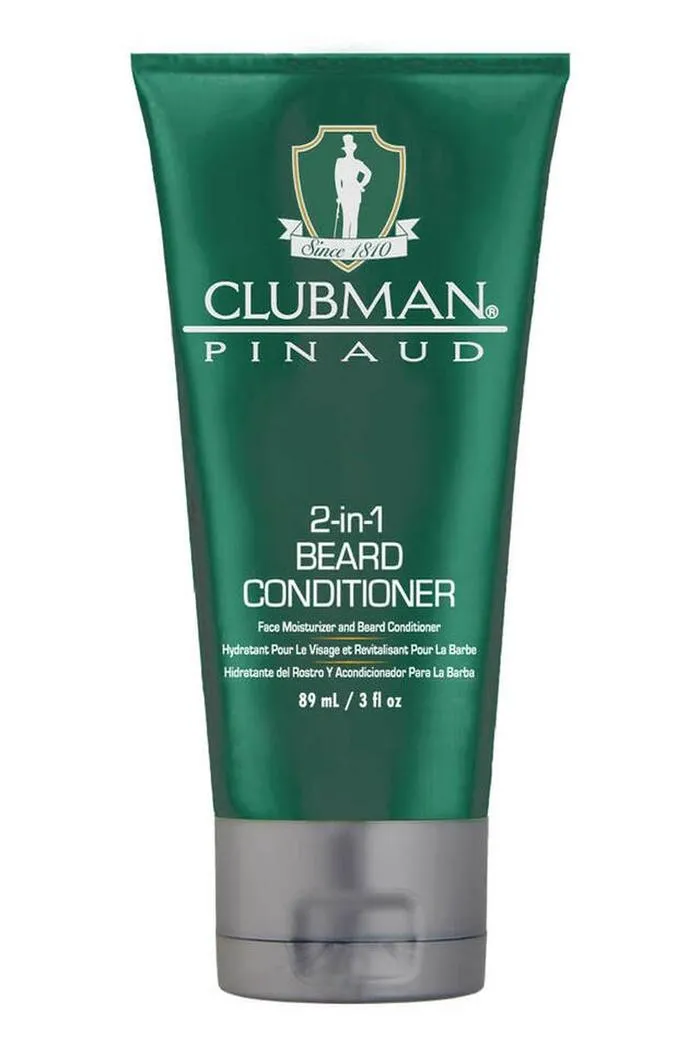 Since 1810
CLUBMAN®
PINAUD
2-in-1
BEARD
CONDITIONER
Face Moisturizer and Beard Conditioner
Hydratant Pour Le Visage et Revitalisant Pour La Barbe
Hidratante del Rostro Y Acondicionador Para La Barba
89 mL / 3 fl oz